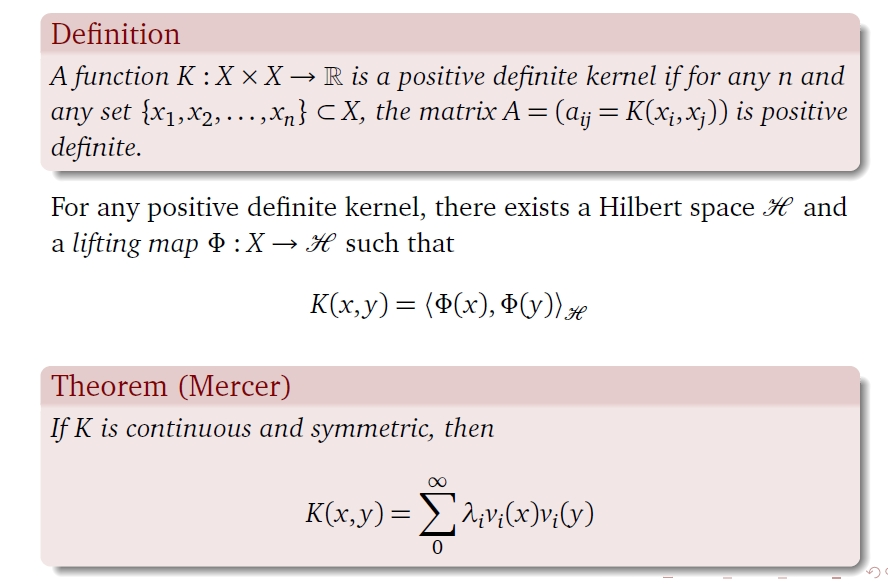 Definition
A function K : X × X → ℝ is a positive definite kernel if for any n and
any set {x₁, x₂, . . . , xₙ} ⊂ X, the matrix A = (aᵢⱼ = K(xᵢ, xⱼ)) is positive
definite.
For any positive definite kernel, there exists a Hilbert space ℋ and
a lifting map Φ : X → ℋ such that
K(x, y) = ⟨Φ(x), Φ(y)⟩_ℋ
Theorem (Mercer)
If K is continuous and symmetric, then
K(x, y) = ∑₀^∞ λᵢvᵢ(x)vᵢ(y)